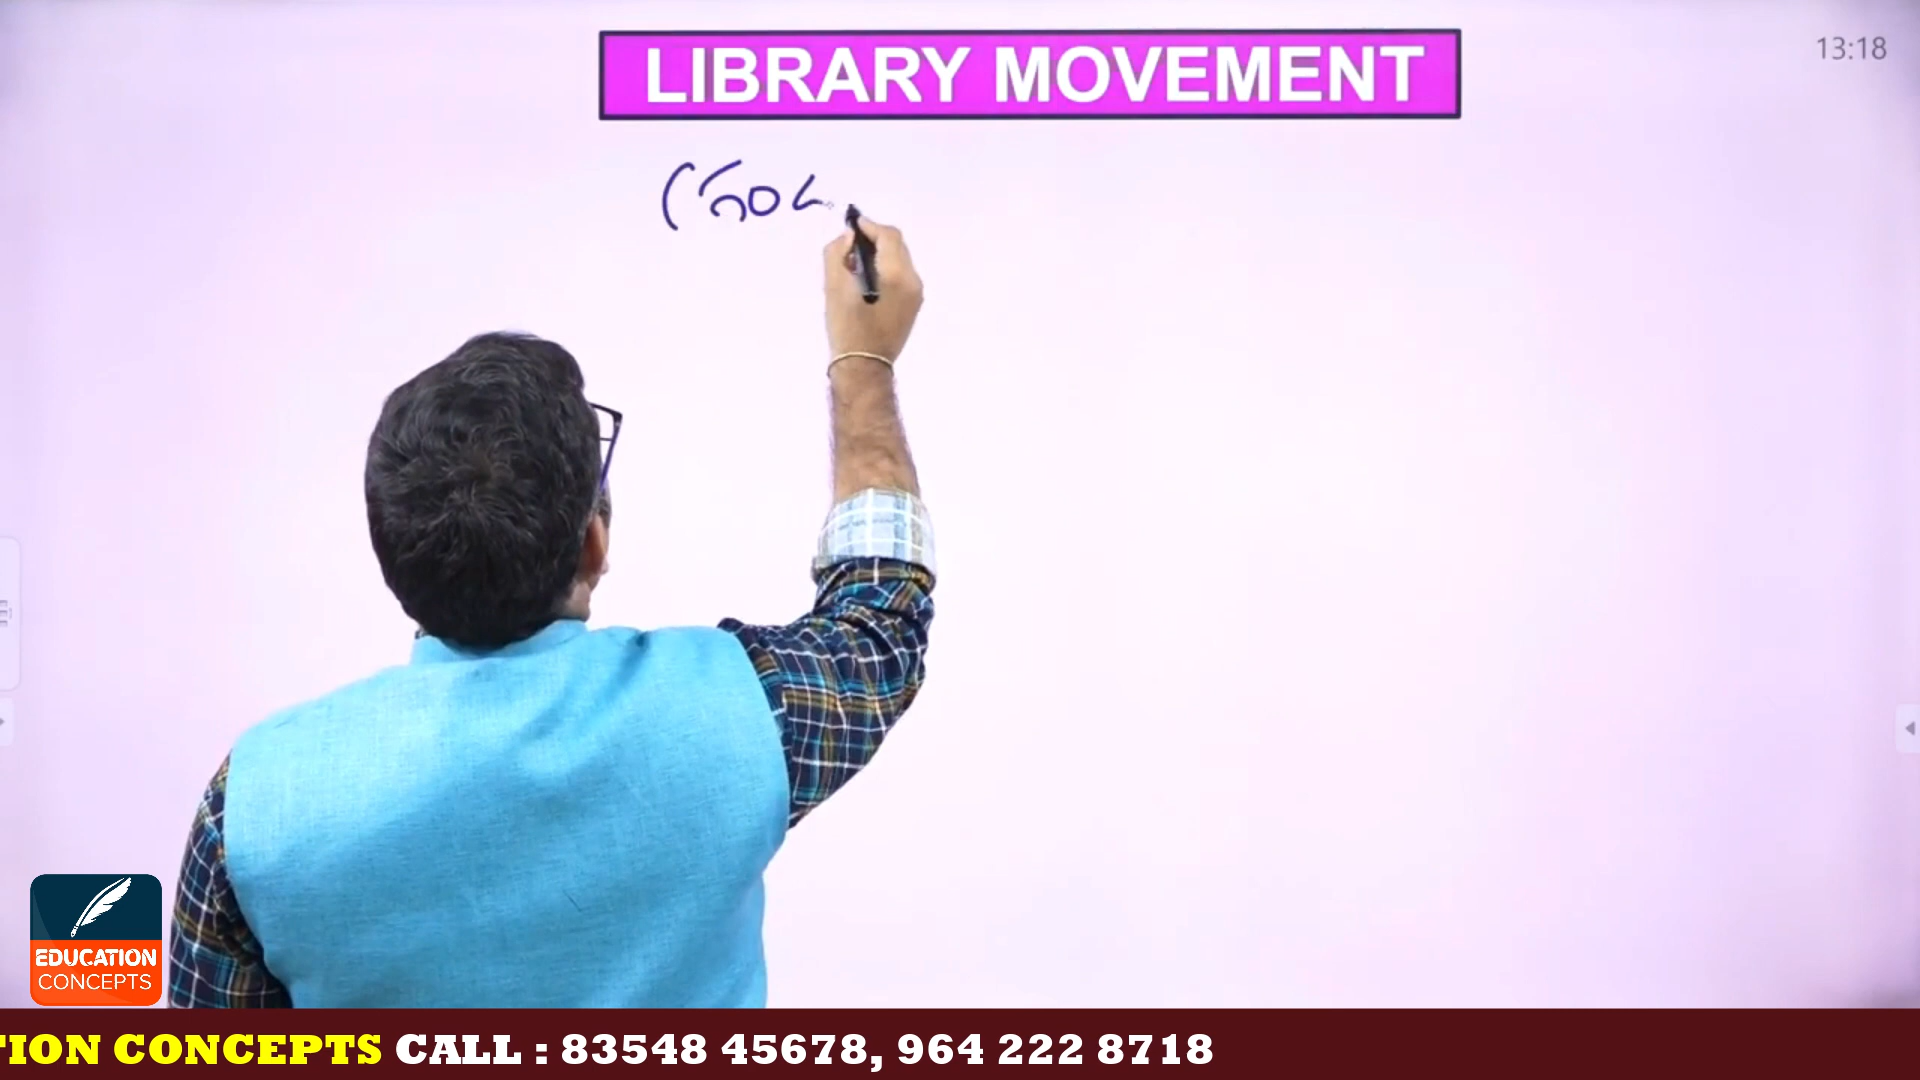 LIBRARY MOVEMENT
13:18
EDUCATION
CONCEPTS
TION CONCEPTS CALL : 83548 45678, 964 222 8718